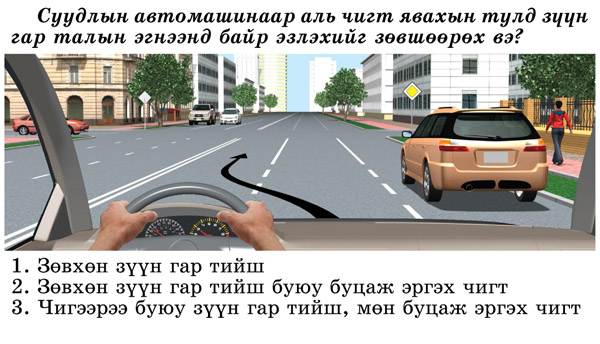 Суудлын автомашинаар аль чигт явахын тулд зүүн
гар талын эгнээнд байр эзлэхийг зөвшөөрөх вэ?
1. Зөвхөн зүүн гар тийш
2. Зөвхөн зүүн гар тийш буюу буцаж эргэх чигт
3. Чигээрээ буюу зүүн гар тийш, мөн буцаж эргэх чигт